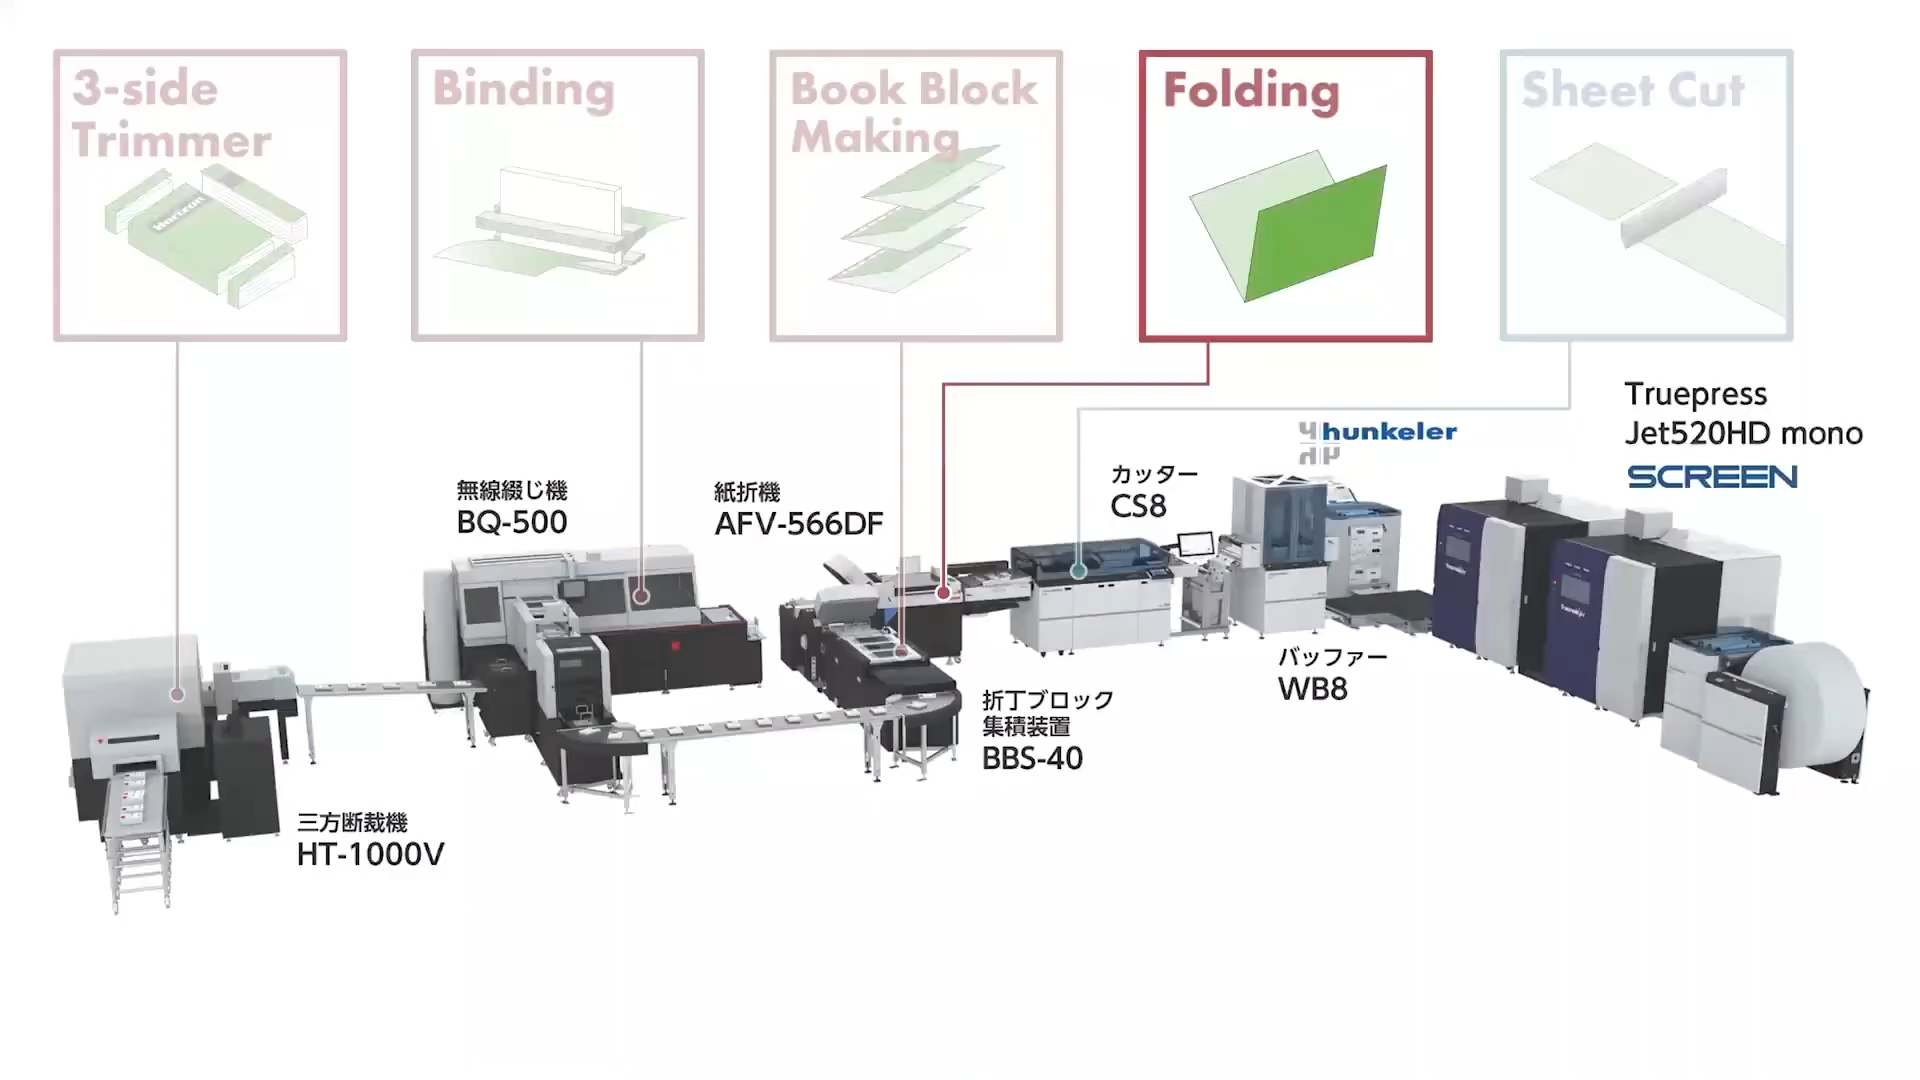 3-side
Trimmer
Horizon
Binding
Book Block
Making
Folding
Sheet Cut
Truepress
Jet520HD mono
SCREEN
hunkeler
カッター
CS8
無線綴じ機
BQ-500
紙折機
AFV-566DF
バッファー
WB8
折丁ブロック
集積装置
BBS-40
三方断裁機
HT-1000V